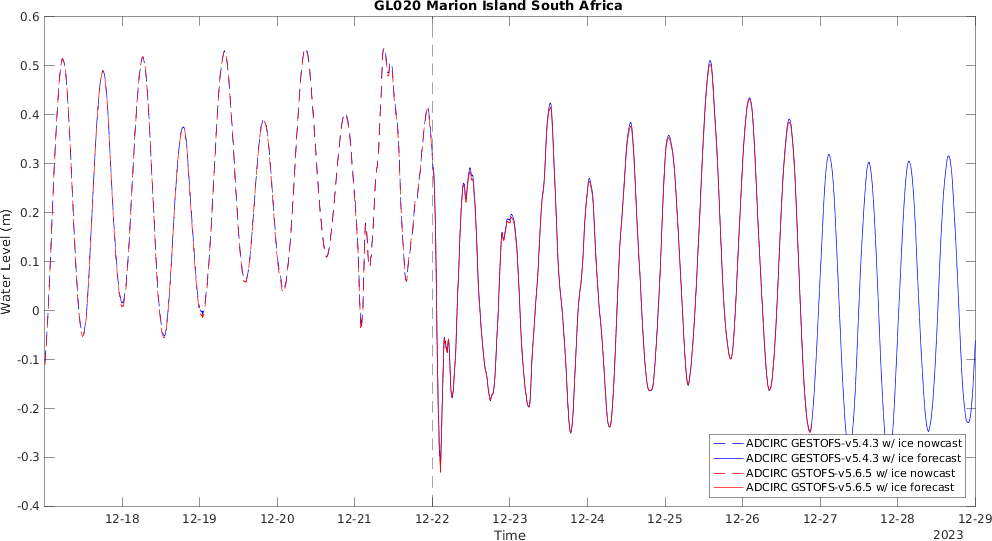 GL020 Marion Island South Africa
0.6
0.5
0.4
0.3
0.2
0.1
0
-0.1
-0.2
-0.3
-0.4
Water Level (m)
ADCIRC GESTOFS-v5.4.3 w/ ice nowcast
ADCIRC GESTOFS-v5.4.3 w/ ice forecast
ADCIRC GSTOFS-v5.6.5 w/ ice nowcast
ADCIRC GSTOFS-v5.6.5 w/ ice forecast
12-18 12-19 12-20 12-21 12-22 12-23 12-24 12-25 12-26 12-27 12-28 12-29
Time
2023